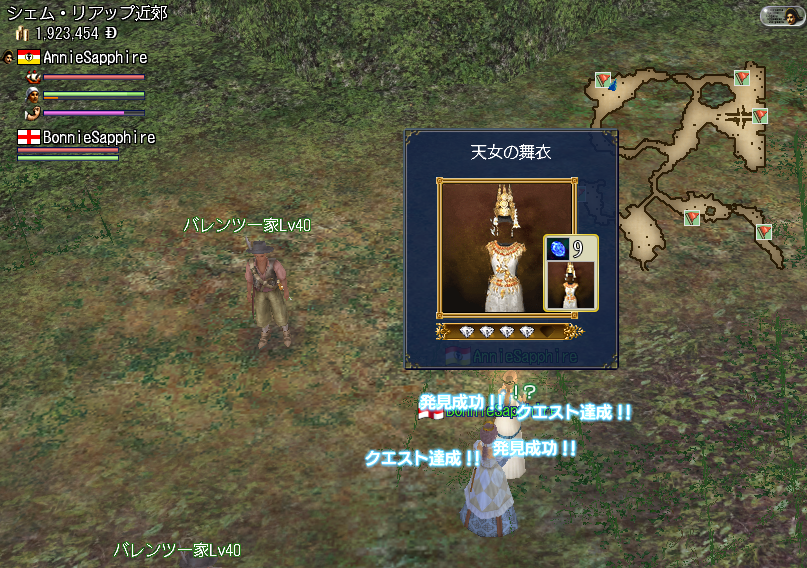 シェム・リアップ近郊
1,923,454 Đ
AnnieSapphire
BonnieSapphire
天女の舞衣
9
バレンツ一家Lv40
AnnieSapphire
!?
発見成功!!
BonnieSapphire
クエスト達成!!
発見成功!!
クエスト達成!!
バレンツ一家Lv40